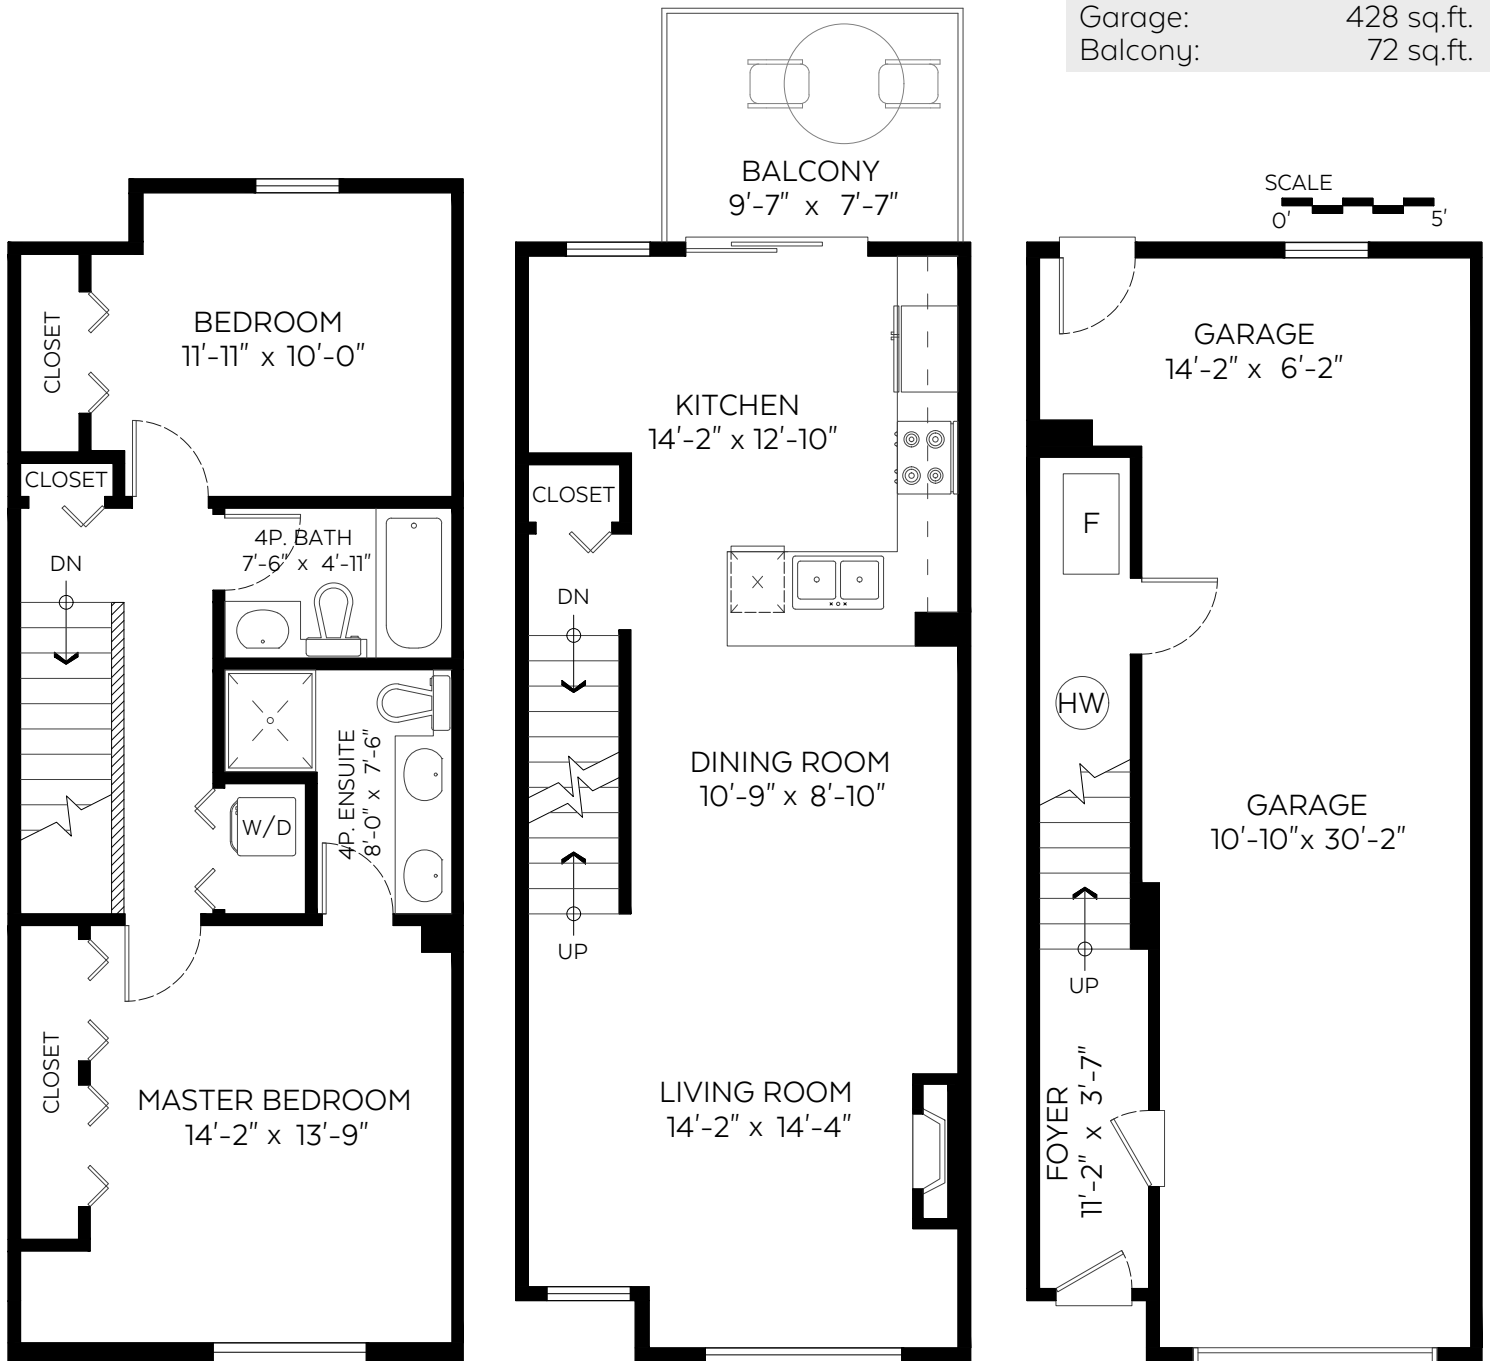 Garage: 428 sq.ft.
Balcony: 72 sq.ft.
SCALE
0' 5'
BEDROOM
11'-11" x 10'-0"
CLOSET
CLOSET
DN
4P. BATH
7'-6" x 4'-11"
4P. ENSUITE
8'-0" x 7'-6"
W/D
CLOSET
MASTER BEDROOM
14'-2" x 13'-9"
BALCONY
9'-7" x 7'-7"
KITCHEN
14'-2" x 12'-10"
CLOSET
DN
DINING ROOM
10'-9" x 8'-10"
UP
LIVING ROOM
14'-2" x 14'-4"
GARAGE
14'-2" x 6'-2"
F
HW
GARAGE
10'-10"x 30'-2"
UP
FOYER
11'-2" x 3'-7"